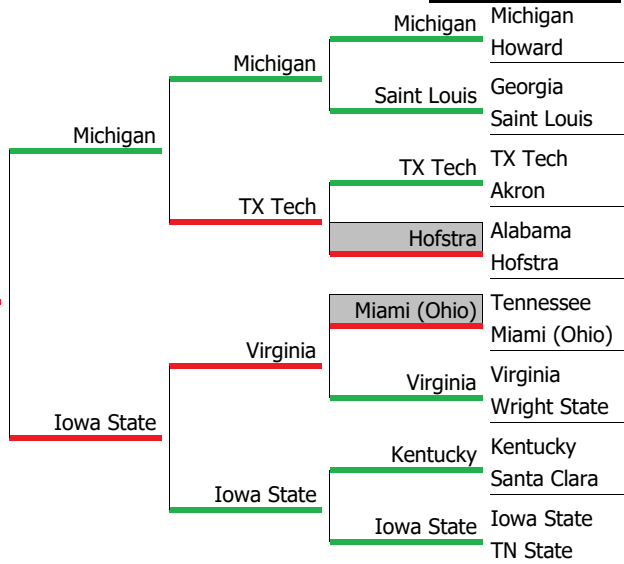 Michigan
Michigan
Howard
Michigan
Georgia
Saint Louis
Saint Louis
Michigan
TX Tech
TX Tech
Akron
TX Tech
Alabama
Hofstra
Hofstra
Tennessee
Miami (Ohio)
Miami (Ohio)
Virginia
Virginia
Virginia
Wright State
Iowa State
Kentucky
Kentucky
Santa Clara
Iowa State
Iowa State
Iowa State
TN State